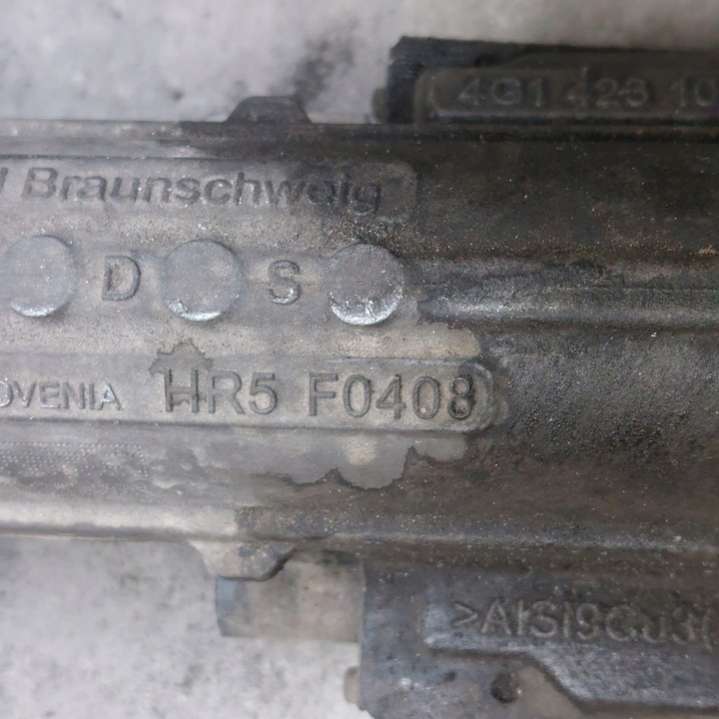 4G1 423 10
Braunschweig
D S
OVENIA HR5 F0408
>AlSi9Cu3(